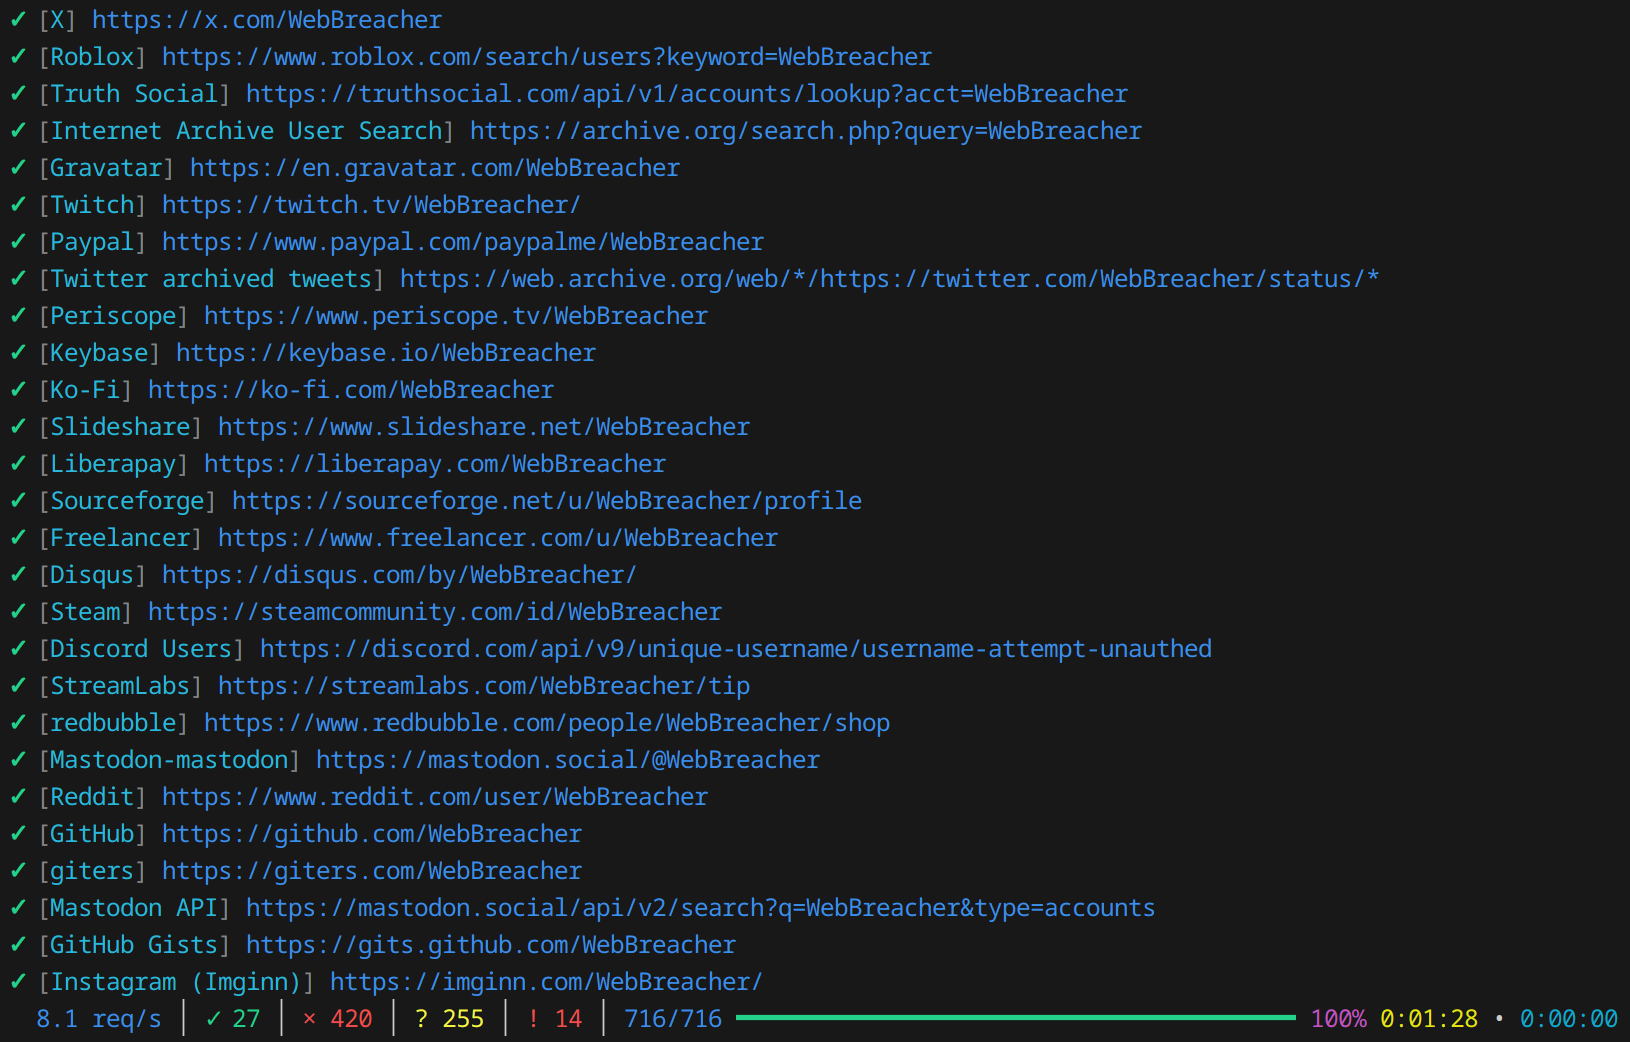 ✓ [X] https://x.com/WebBreacher
✓ [Roblox] https://www.roblox.com/search/users?keyword=WebBreacher
✓ [Truth Social] https://truthsocial.com/api/v1/accounts/lookup?acct=WebBreacher
✓ [Internet Archive User Search] https://archive.org/search.php?query=WebBreacher
✓ [Gravatar] https://en.gravatar.com/WebBreacher
✓ [Twitch] https://twitch.tv/WebBreacher/
✓ [Paypal] https://www.paypal.com/paypalme/WebBreacher
✓ [Twitter archived tweets] https://web.archive.org/web/*/https://twitter.com/WebBreacher/status/*
✓ [Periscope] https://www.periscope.tv/WebBreacher
✓ [Keybase] https://keybase.io/WebBreacher
✓ [Ko-Fi] https://ko-fi.com/WebBreacher
✓ [Slideshare] https://www.slideshare.net/WebBreacher
✓ [Liberapay] https://liberapay.com/WebBreacher
✓ [Sourceforge] https://sourceforge.net/u/WebBreacher/profile
✓ [Freelancer] https://www.freelancer.com/u/WebBreacher
✓ [Disqus] https://disqus.com/by/WebBreacher/
✓ [Steam] https://steamcommunity.com/id/WebBreacher
✓ [Discord Users] https://discord.com/api/v9/unique-username/username-attempt-unauthed
✓ [StreamLabs] https://streamlabs.com/WebBreacher/tip
✓ [redbubble] https://www.redbubble.com/people/WebBreacher/shop
✓ [Mastodon-mastodon] https://mastodon.social/@WebBreacher
✓ [Reddit] https://www.reddit.com/user/WebBreacher
✓ [GitHub] https://github.com/WebBreacher
✓ [giters] https://giters.com/WebBreacher
✓ [Mastodon API] https://mastodon.social/api/v2/search?q=WebBreacher&type=accounts
✓ [GitHub Gists] https://gits.github.com/WebBreacher
✓ [Instagram (Imginn)] https://imginn.com/WebBreacher/
8.1 req/s │ ✓ 27 │ × 420 │ ? 255 │ ! 14 │ 716/716 100% 0:01:28 • 0:00:00